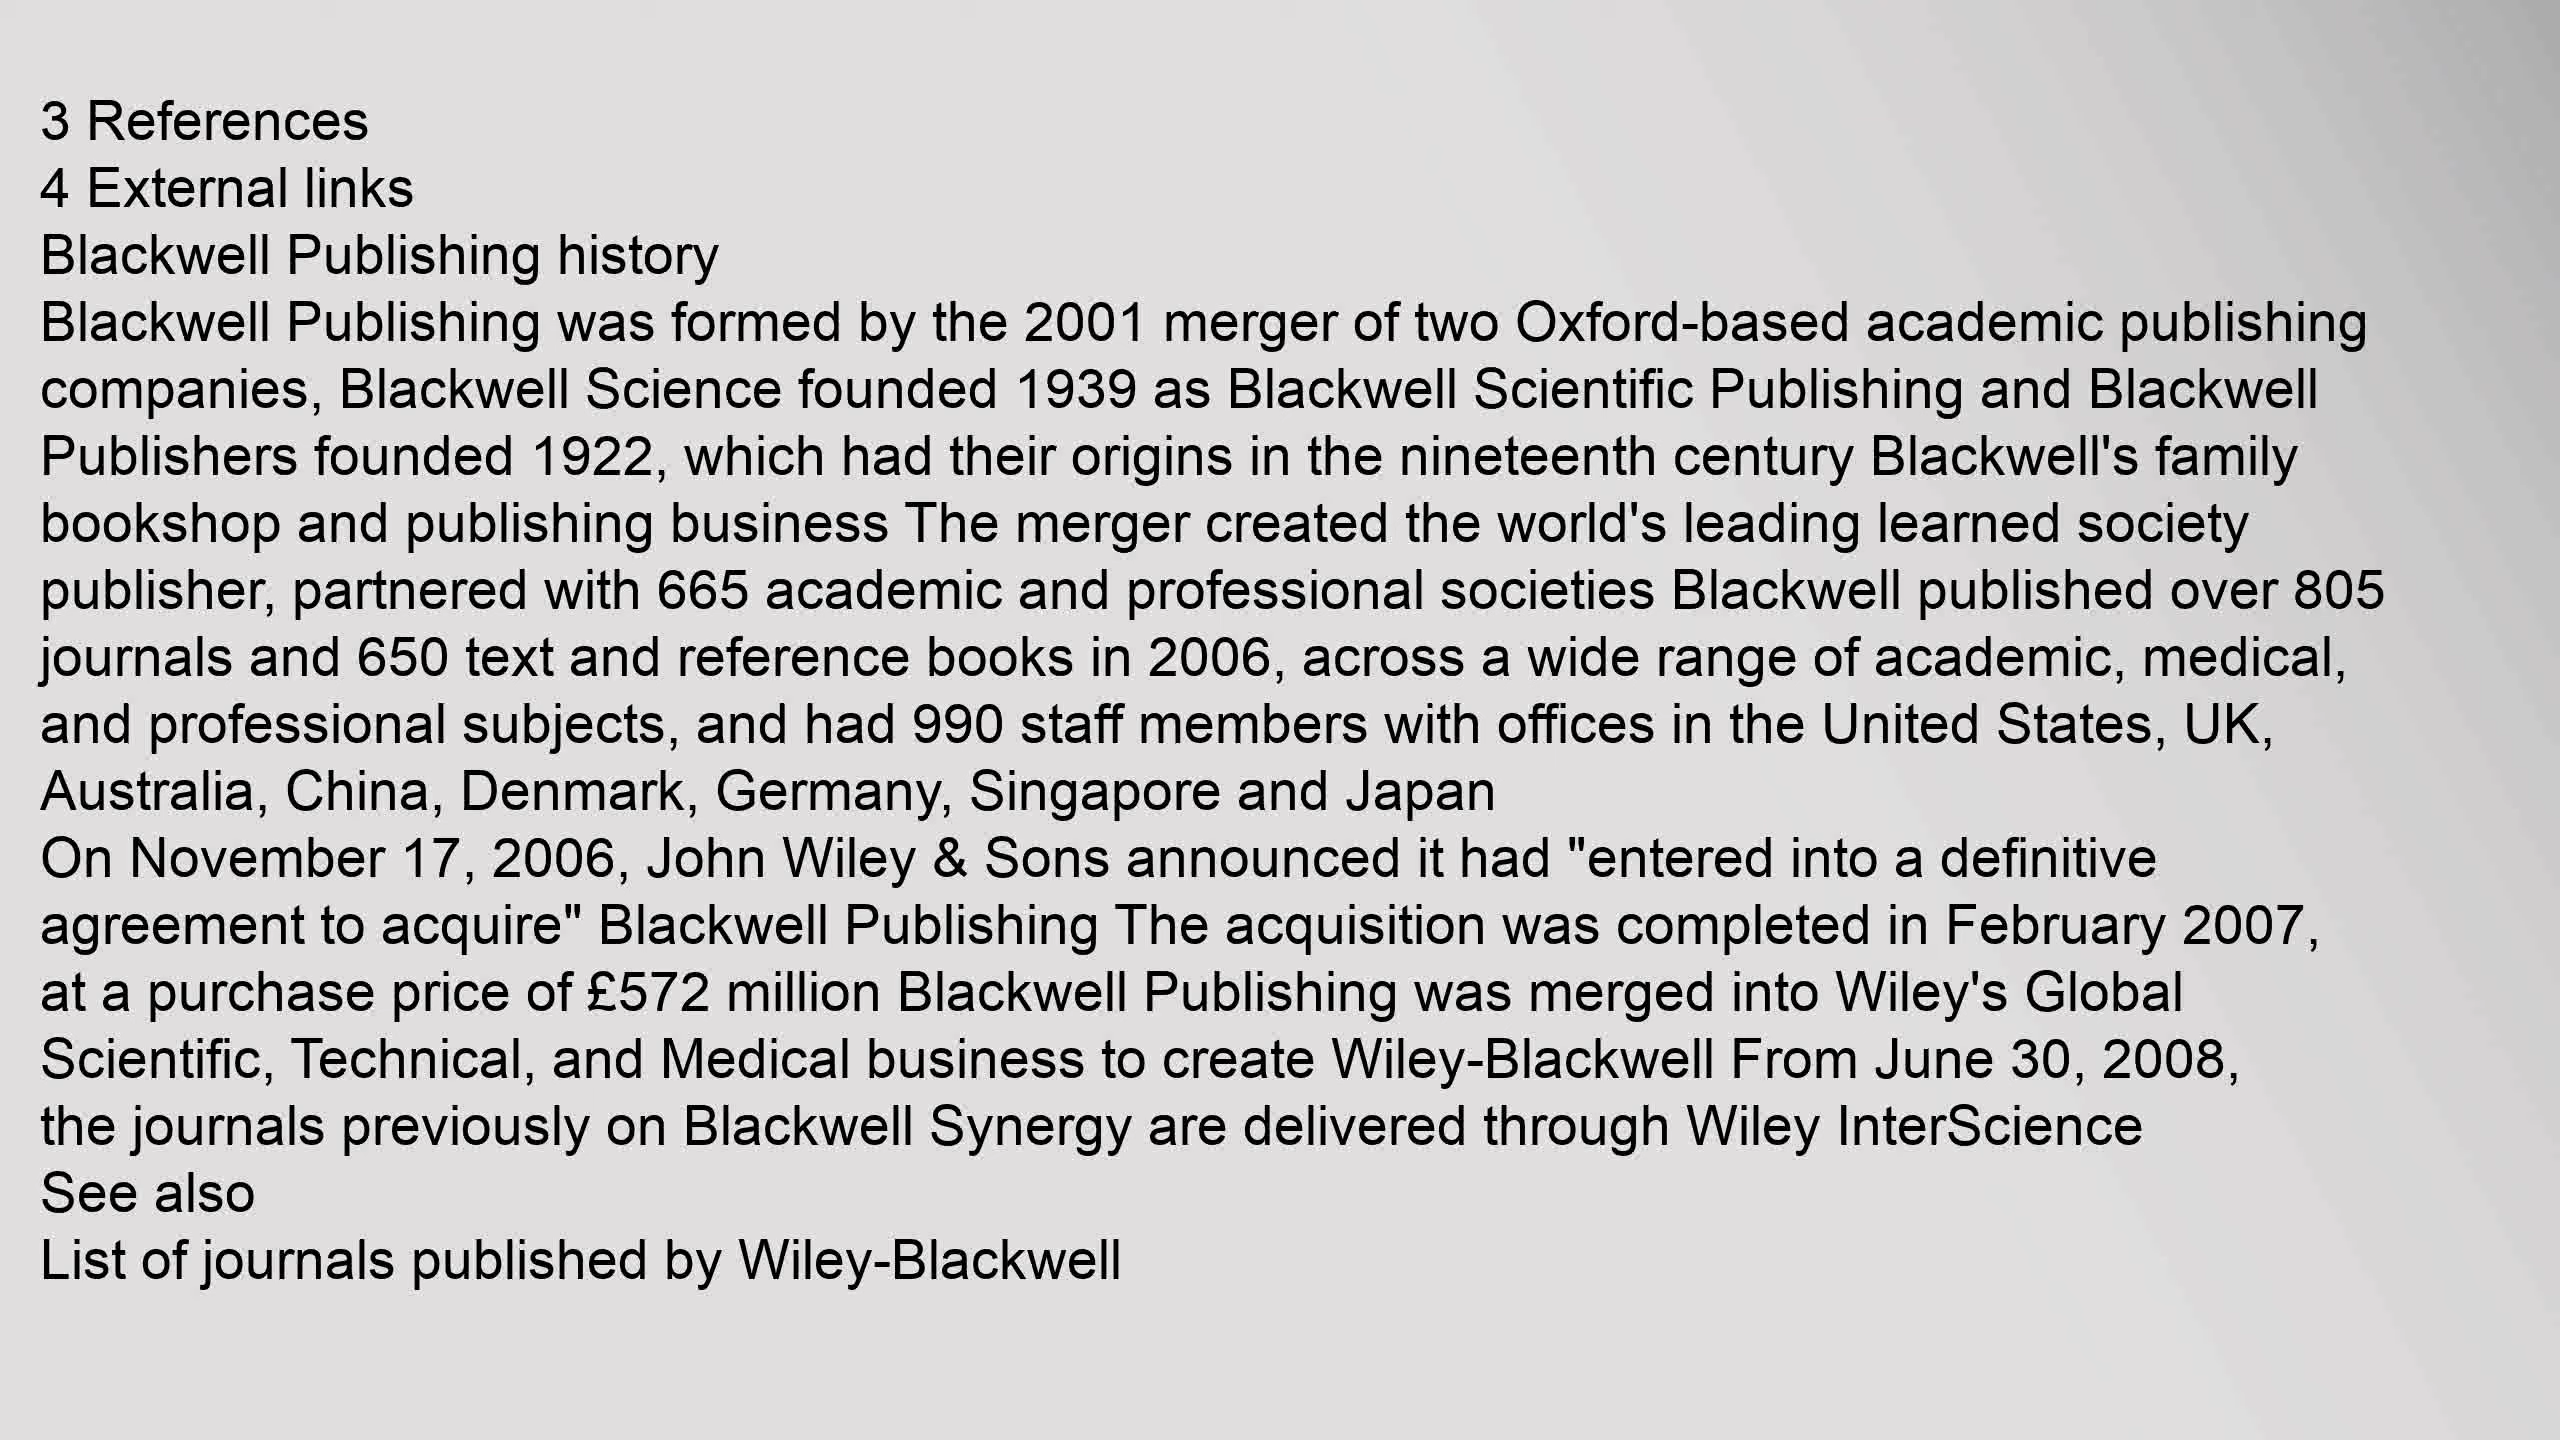 3 References
4 External links
Blackwell Publishing history
Blackwell Publishing was formed by the 2001 merger of two Oxford-based academic publishing
companies, Blackwell Science founded 1939 as Blackwell Scientific Publishing and Blackwell
Publishers founded 1922, which had their origins in the nineteenth century Blackwell's family
bookshop and publishing business The merger created the world's leading learned society
publisher, partnered with 665 academic and professional societies Blackwell published over 805
journals and 650 text and reference books in 2006, across a wide range of academic, medical,
and professional subjects, and had 990 staff members with offices in the United States, UK,
Australia, China, Denmark, Germany, Singapore and Japan
On November 17, 2006, John Wiley & Sons announced it had "entered into a definitive
agreement to acquire" Blackwell Publishing The acquisition was completed in February 2007,
at a purchase price of £572 million Blackwell Publishing was merged into Wiley's Global
Scientific, Technical, and Medical business to create Wiley-Blackwell From June 30, 2008,
the journals previously on Blackwell Synergy are delivered through Wiley InterScience
See also
List of journals published by Wiley-Blackwell